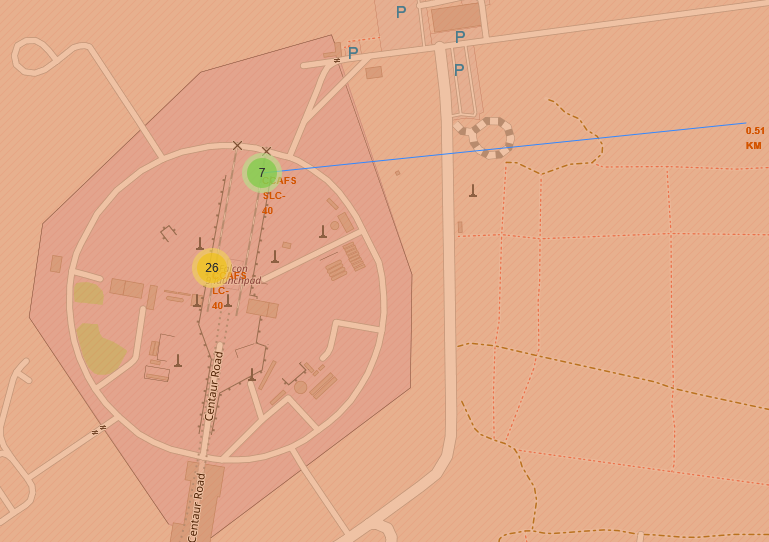 P
P
P
P
0.51
KM
7
AFS
SLC-
40
26
AFS
LC-
40
Centaur Road
Centaur Road